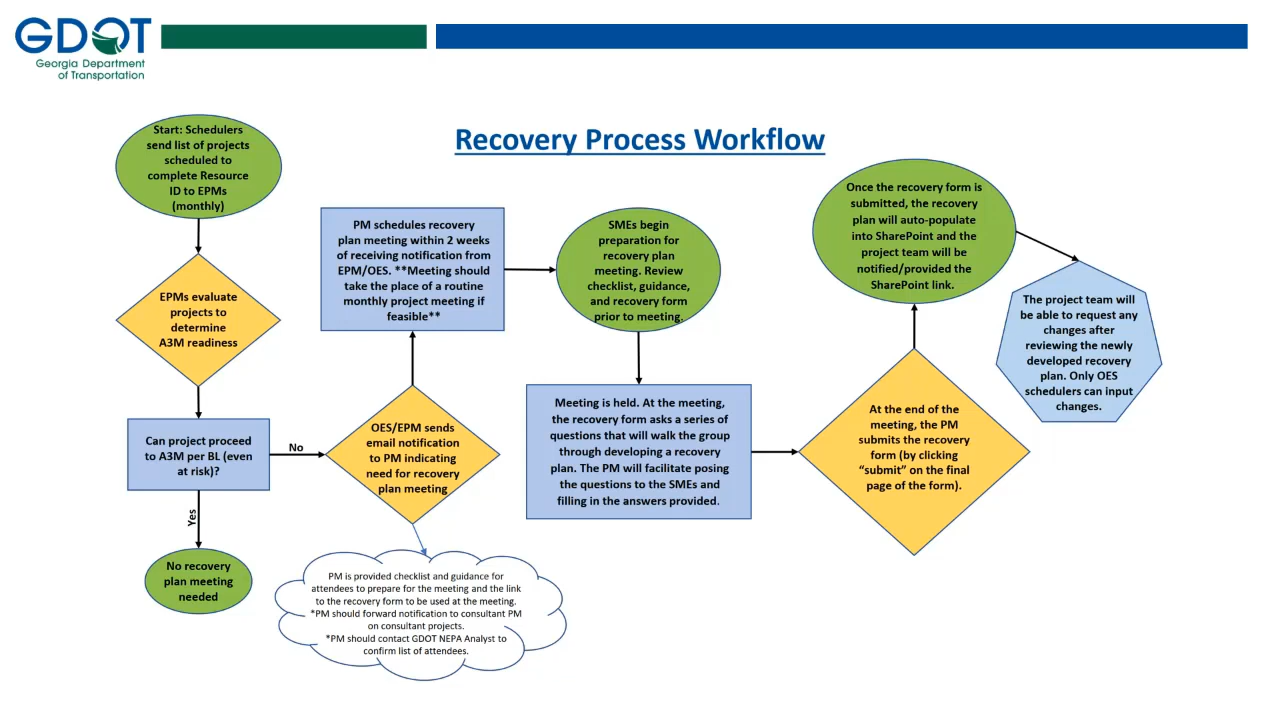 GDOT
Georgia Department
of Transportation
Recovery Process Workflow
Start: Schedulers
send list of projects
scheduled to
complete Resource
ID to EPMs
(monthly)
EPMs evaluate
projects to
determine
A3M readiness
Can project proceed
to A3M per BL (even
at risk)?
No
Yes
No recovery
plan meeting
needed
OES/EPM sends
email notification
to PM indicating
need for recovery
plan meeting
PM is provided checklist and guidance for
attendees to prepare for the meeting and the link
to the recovery form to be used at the meeting.
*PM should forward notification to consultant PM
on consultant projects.
*PM should contact GDOT NEPA Analyst to
confirm list of attendees.
PM schedules recovery
plan meeting within 2 weeks
of receiving notification from
EPM/OES. **Meeting should
take the place of a routine
monthly project meeting if
feasible**
SMEs begin
preparation for
recovery plan
meeting. Review
checklist, guidance,
and recovery form
prior to meeting.
Meeting is held. At the meeting,
the recovery form asks a series of
questions that will walk the group
through developing a recovery
plan. The PM will facilitate posing
the questions to the SMEs and
filling in the answers provided.
At the end of the
meeting, the PM
submits the recovery
form (by clicking
“submit” on the final
page of the form).
Once the recovery form is
submitted, the recovery
plan will auto-populate
into SharePoint and the
project team will be
notified/provided the
SharePoint link.
The project team will
be able to request any
changes after
reviewing the newly
developed recovery
plan. Only OES
schedulers can input
changes.